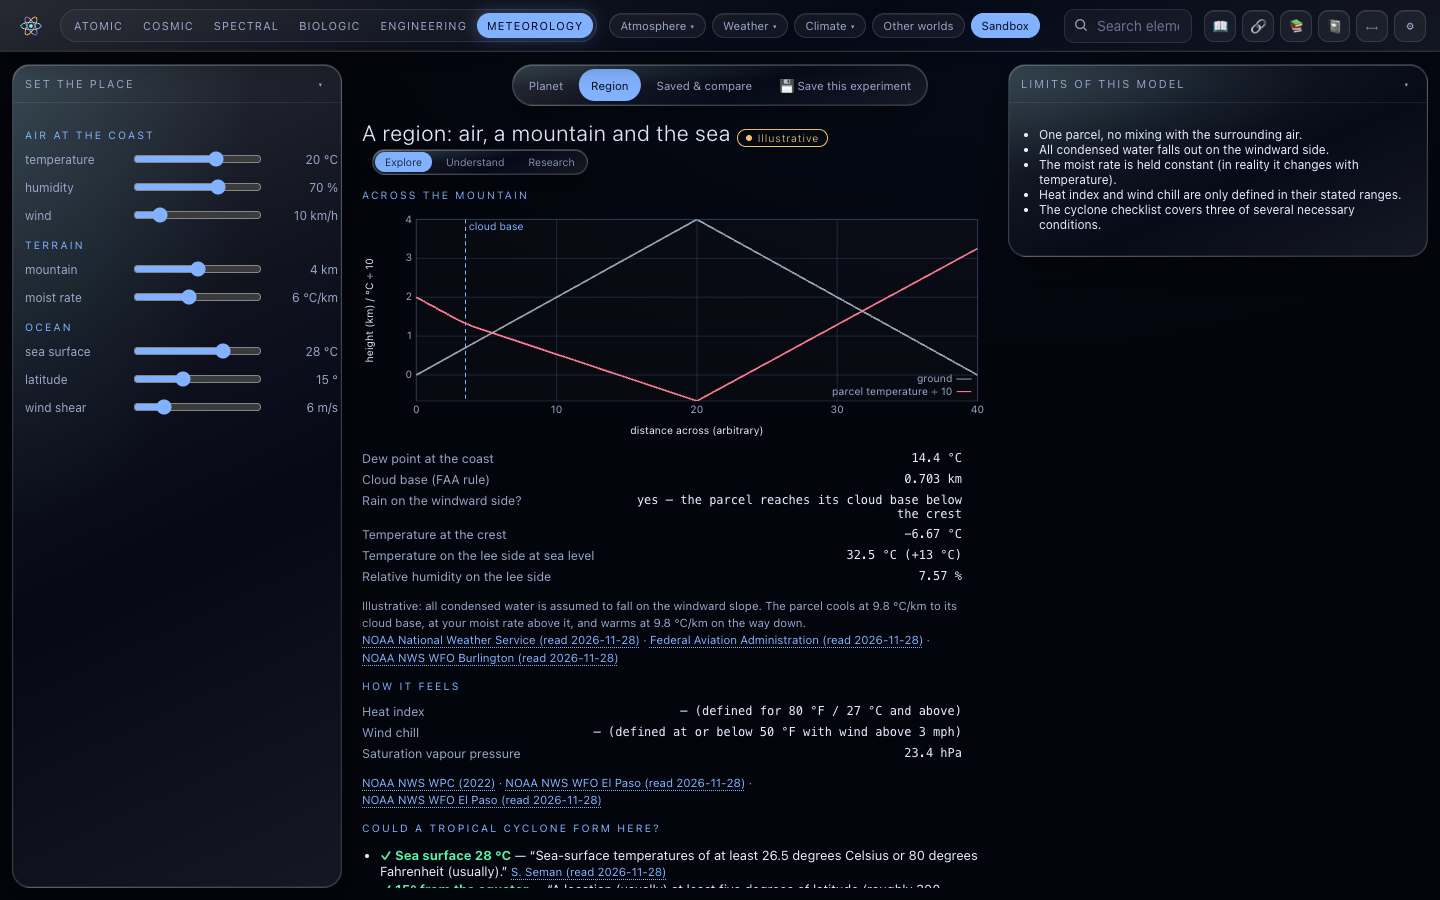 ATOMIC COSMIC SPECTRAL BIOLOGIC ENGINEERING METEOROLOGY Atmosphere ▾ Weather ▾ Climate ▾ Other worlds Sandbox Search elem
SET THE PLACE
AIR AT THE COAST
temperature 20 °C
humidity 70 %
wind 10 km/h
TERRAIN
mountain 4 km
moist rate 6 °C/km
OCEAN
sea surface 28 °C
latitude 15 °
wind shear 6 m/s
Planet Region Saved & compare 💾 Save this experiment
A region: air, a mountain and the sea Illustrative
Explore Understand Research
ACROSS THE MOUNTAIN
cloud base
4
3
2
1
0
height (km) / °C ÷ 10
ground
parcel temperature ÷ 10
0 10 20 30 40
distance across (arbitrary)
Dew point at the coast 14.4 °C
Cloud base (FAA rule) 0.703 km
Rain on the windward side? yes — the parcel reaches its cloud base below
the crest
Temperature at the crest −6.67 °C
Temperature on the lee side at sea level 32.5 °C (+13 °C)
Relative humidity on the lee side 7.57 %
Illustrative: all condensed water is assumed to fall on the windward slope. The parcel cools at 9.8 °C/km to its
cloud base, at your moist rate above it, and warms at 9.8 °C/km on the way down.
NOAA National Weather Service (read 2026-11-28) · Federal Aviation Administration (read 2026-11-28) ·
NOAA NWS WFO Burlington (read 2026-11-28)
HOW IT FEELS
Heat index — (defined for 80 °F / 27 °C and above)
Wind chill — (defined at or below 50 °F with wind above 3 mph)
Saturation vapour pressure 23.4 hPa
NOAA NWS WPC (2022) · NOAA NWS WFO El Paso (read 2026-11-28) ·
NOAA NWS WFO El Paso (read 2026-11-28)
COULD A TROPICAL CYCLONE FORM HERE?
• ✓ Sea surface 28 °C — “Sea-surface temperatures of at least 26.5 degrees Celsius or 80 degrees
Fahrenheit (usually).” S. Seman (read 2026-11-28)
✓ 15° from the equator — “A location (usually) at least five degrees of latitude (roughly 300
LIMITS OF THIS MODEL
• One parcel, no mixing with the surrounding air.
• All condensed water falls out on the windward side.
• The moist rate is held constant (in reality it changes with
temperature).
• Heat index and wind chill are only defined in their stated ranges.
• The cyclone checklist covers three of several necessary
conditions.